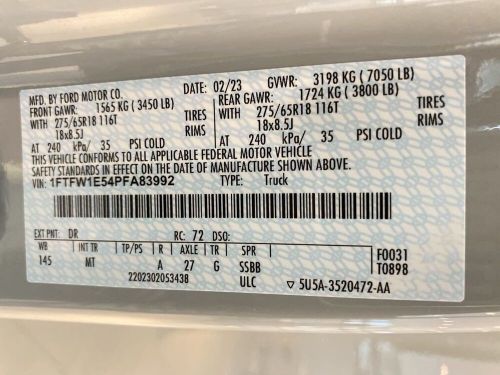 MFD. BY FORD MOTOR CO. DATE: 02/23 GVWR: 3198 KG ( 7050 LB)
FRONT GAWR: 1565 KG ( 3450 LB) REAR GAWR: 1724 KG ( 3800 LB)
WITH 275/65R18 116T TIRES WITH 275/65R18 116T TIRES
18x8.5J RIMS 18x8.5J RIMS
AT 240 kPa/ 35 PSI COLD AT 240 kPa/ 35 PSI COLD
THIS VEHICLE CONFORMS TO ALL APPLICABLE FEDERAL MOTOR VEHICLE
SAFETY STANDARDS IN EFFECT ON THE DATE OF MANUFACTURE SHOWN ABOVE.
VIN: 1FTFW1E54PFA83992 TYPE: Truck
EXT PNT: DR RC: 72 DSO:
WB INT TR TP/PS R AXLE TR SPR F0031
145 MT A 27 G SSBB T0898
2202302053438 ULC ▽ 5U5A-3520472-AA